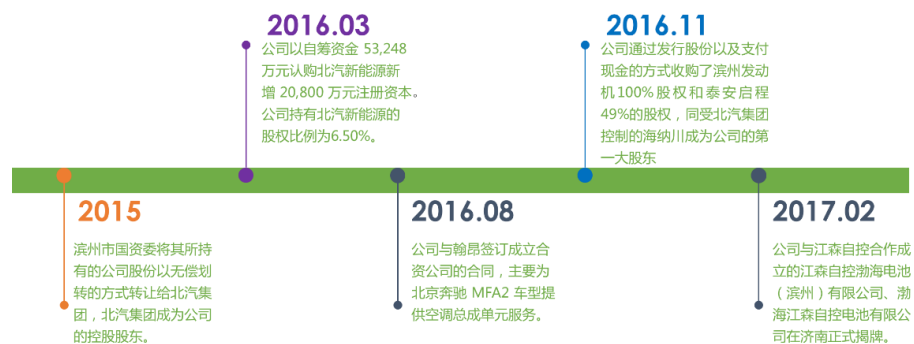 2016.03
公司以自筹资金 53,248
万元认购北汽新能源新
增 20,800 万元注册资本。
公司持有北汽新能源的
股权比例为6.50%。
2016.11
公司通过发行股份以及支付
现金的方式收购了滨州发动
机100%股权和泰安启程
49%的股权，同受北汽集团
控制的海纳川成为公司的第
一大股东
2015
滨州市国资委将其所持
有的公司股份以无偿划
转的方式转让给北汽集
团，北汽集团成为公司
的控股股东。
2016.08
公司与翰昂签订成立合
资公司的合同，主要为
北京奔驰 MFA2 车型提
供空调总成单元服务。
2017.02
公司与江森自控合作成
立的江森自控渤海电池
（滨州）有限公司、渤
海江森自控电池有限公
司在济南正式揭牌。